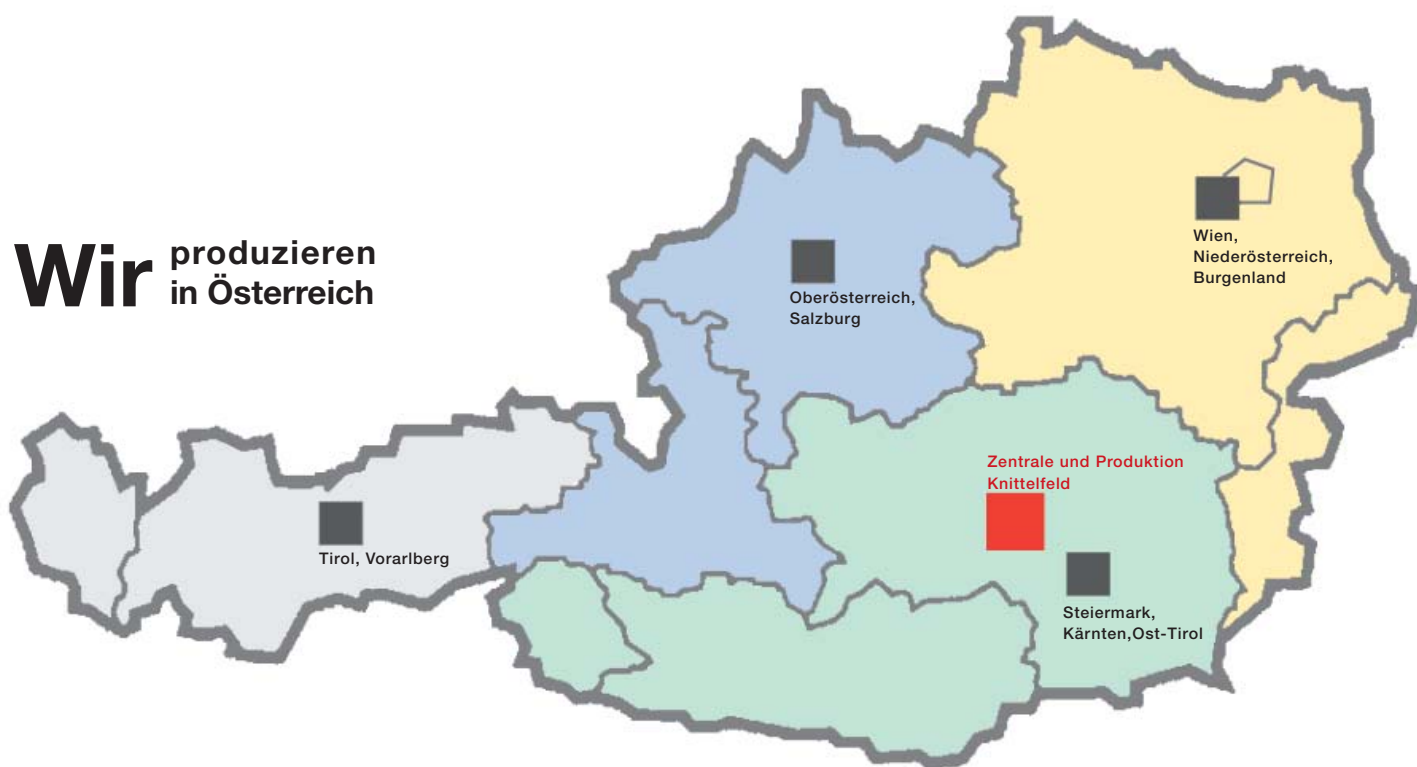 Wir produzieren
in Österreich
Wien,
Niederösterreich,
Burgenland
Oberösterreich,
Salzburg
Zentrale und Produktion
Knittelfeld
Tirol, Vorarlberg
Steiermark,
Kärnten,Ost-Tirol